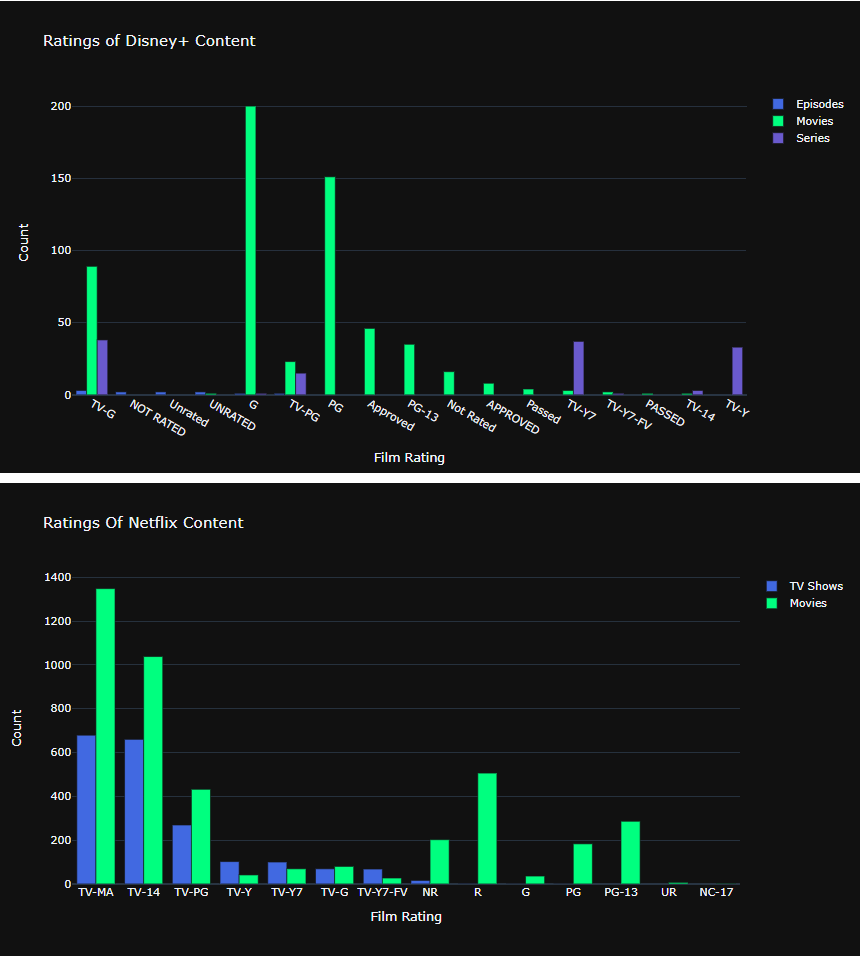 Ratings of Disney+ Content
200
150
100
50
0
Count
Episodes
Movies
Series
TV-G
NOT RATED
Unrated
UNRATED
G
TV-PG
PG
Approved
PG-13
Not Rated
APPROVED
Passed
TV-Y7
TV-Y7-FV
PASSED
TV-14
TV-Y
Film Rating
Ratings Of Netflix Content
1400
1200
1000
800
600
400
200
0
Count
TV Shows
Movies
TV-MA TV-14 TV-PG TV-Y TV-Y7 TV-G TV-Y7-FV NR R G PG PG-13 UR NC-17
Film Rating